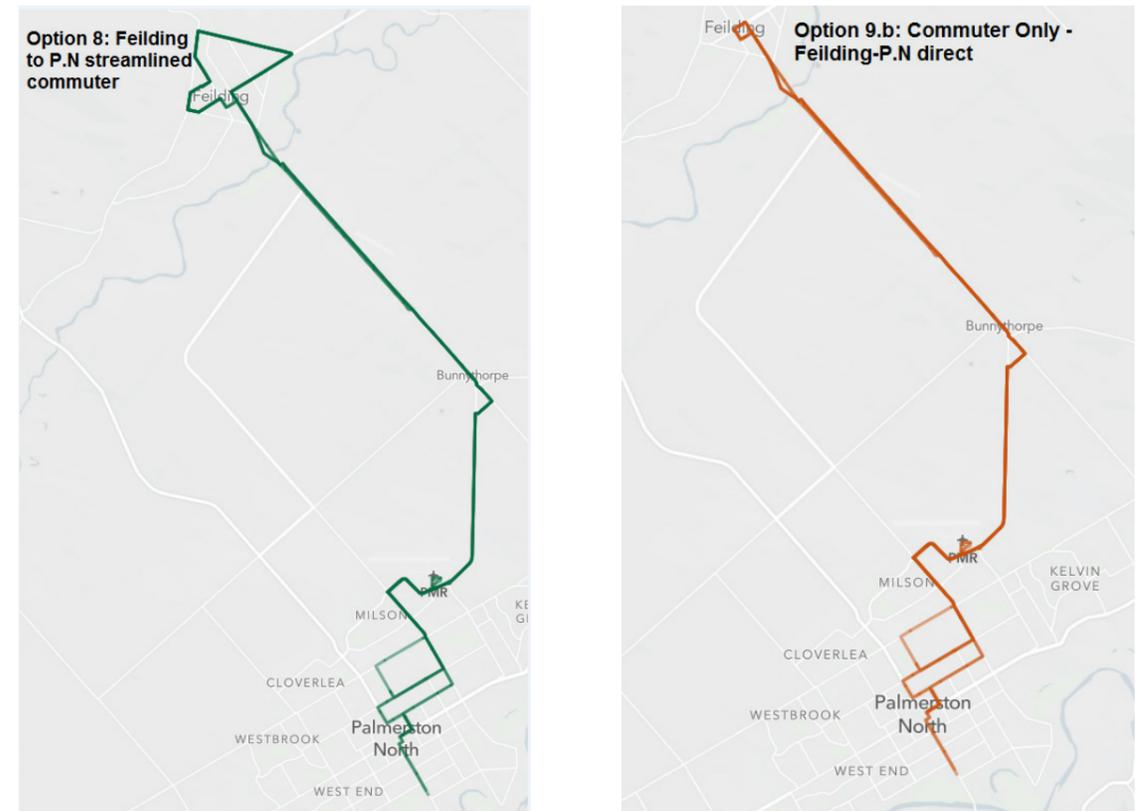 Option 8: Feilding
to P.N streamlined
commuter
Feilding
Bunnythorpe
PMR
MILSON
CLOVERLEA
Palmerston
North
WESTBROOK
WEST END
Feilding
Option 9.b: Commuter Only -
Feilding-P.N direct
Bunnythorpe
PMR
MILSON
KELVIN
GROVE
CLOVERLEA
Palmerston
North
WESTBROOK
WEST END